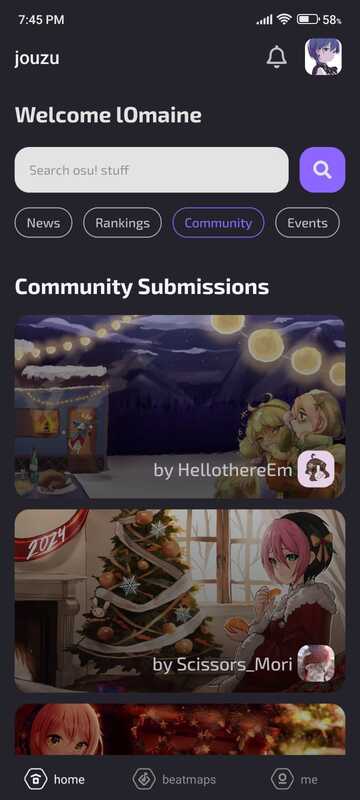 7:45 PM 58%
jouzu
Welcome lOmaine
Search osu! stuff
News Rankings Community Events
Community Submissions
by HellothereEm
2024
by Scissors_Mori
home beatmaps me